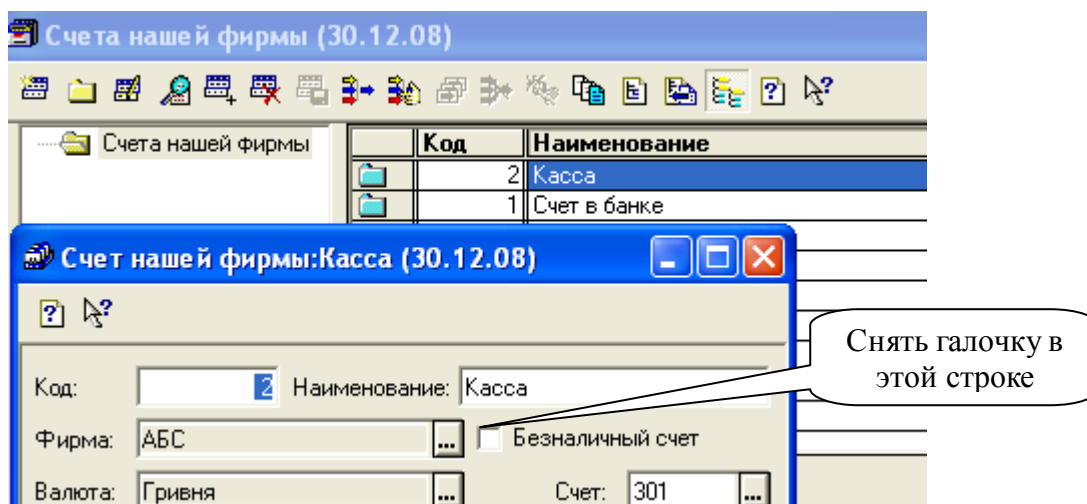 Счета нашей фирмы (30.12.08)
Счета нашей фирмы
Код Наименование
2 Касса
1 Счет в банке
Счет нашей фирмы:Касса (30.12.08)
Код: 2 Наименование: Касса
Фирма: АБС ... Безналичный счет
Валюта: Гривня ... Счет: 301 ...
Снять галочку в
этой строке